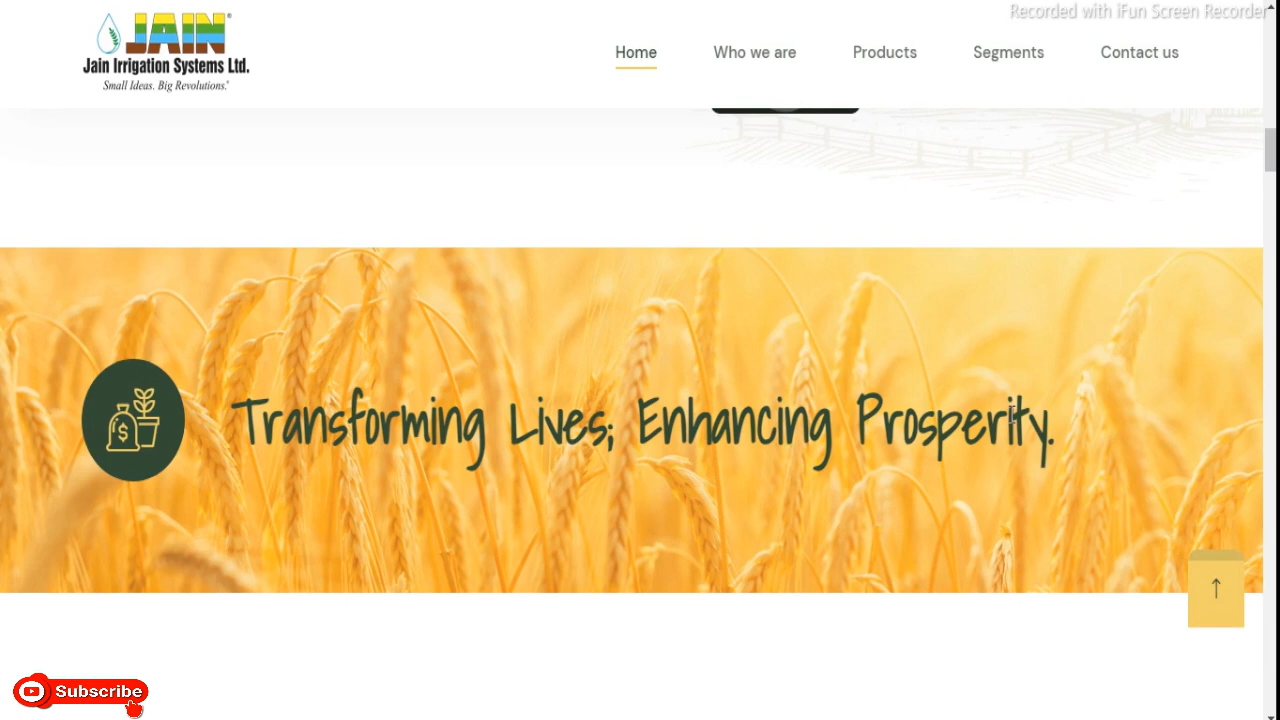 Recorded with iFun Screen Recorder
JAIN®
Jain Irrigation Systems Ltd.
Small Ideas. Big Revolutions.®
Home Who we are Products Segments Contact us
$
Transforming Lives; Enhancing Prosperity.
↑
Subscribe